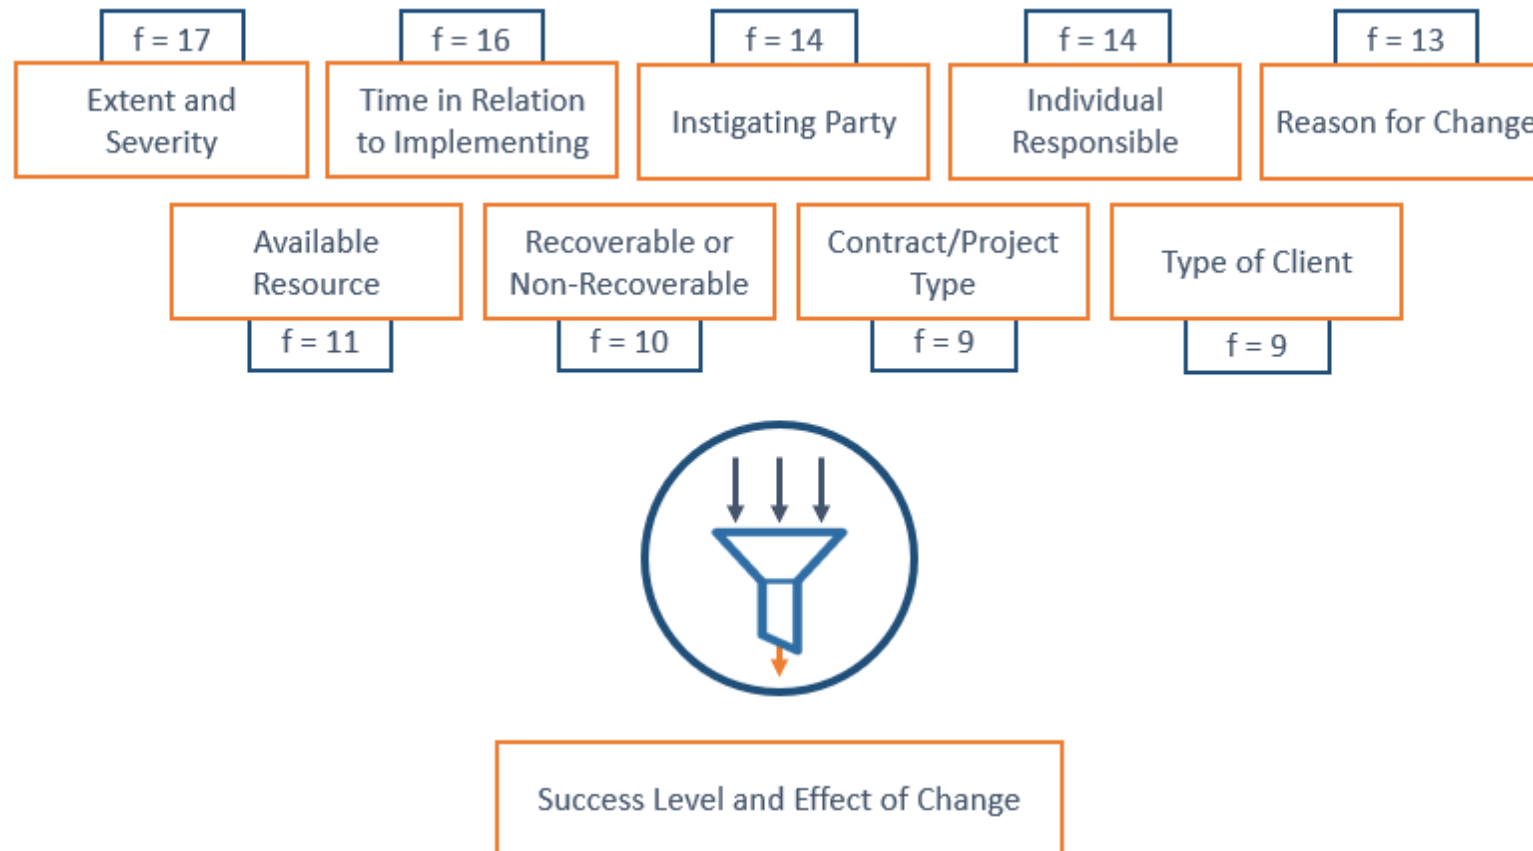 f = 17
f = 16
f = 14
f = 14
f = 13
Extent and
Severity
Time in Relation
to Implementing
Instigating Party
Individual
Responsible
Reason for Change
Available
Resource
Recoverable or
Non-Recoverable
Contract/Project
Type
Type of Client
f = 11
f = 10
f = 9
f = 9
Success Level and Effect of Change